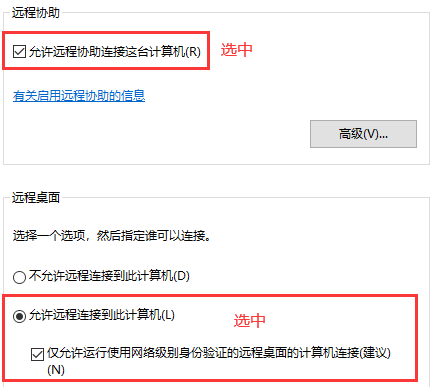 远程协助
允许远程协助连接这台计算机(R)
选中
有关启用远程协助的信息
高级(V)...
远程桌面
选择一个选项，然后指定谁可以连接。
不允许远程连接到此计算机(D)
允许远程连接到此计算机(L)
选中
仅允许运行使用网络级别身份验证的远程桌面的计算机连接(建议)
(N)